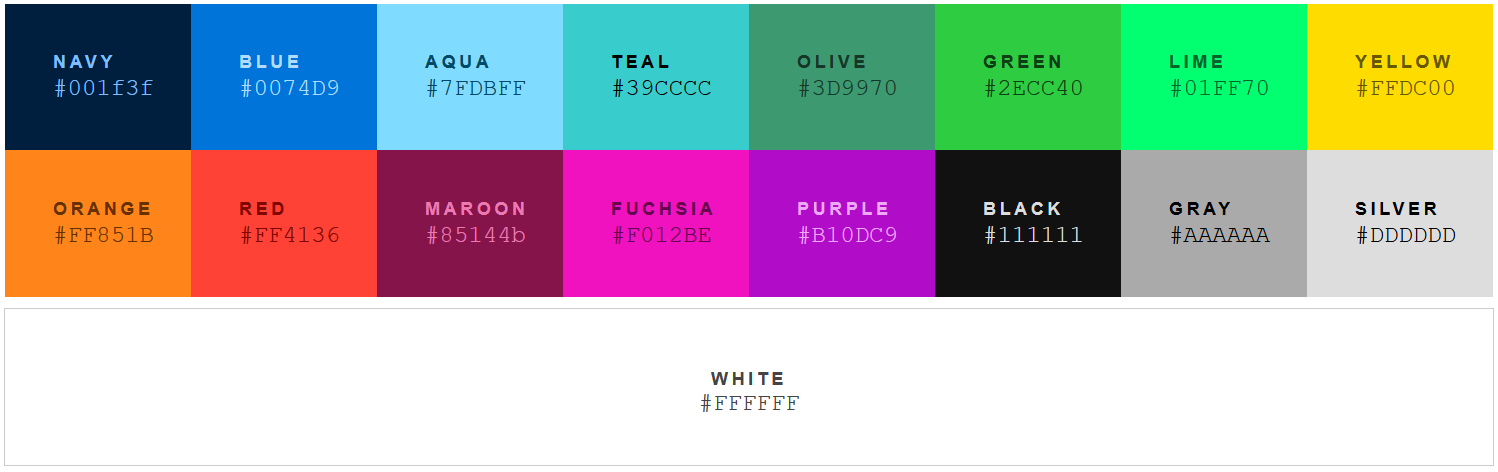 NAVY
#001f3f
BLUE
#0074D9
AQUA
#7FDBFF
TEAL
#39CCCC
OLIVE
#3D9970
GREEN
#2ECC40
LIME
#01FF70
YELLOW
#FFDC00
ORANGE
#FF851B
RED
#FF4136
MAROON
#85144b
FUCHSIA
#F012BE
PURPLE
#B10DC9
BLACK
#111111
GRAY
#AAAAAA
SILVER
#DDDDDD
WHITE
#FFFFFF